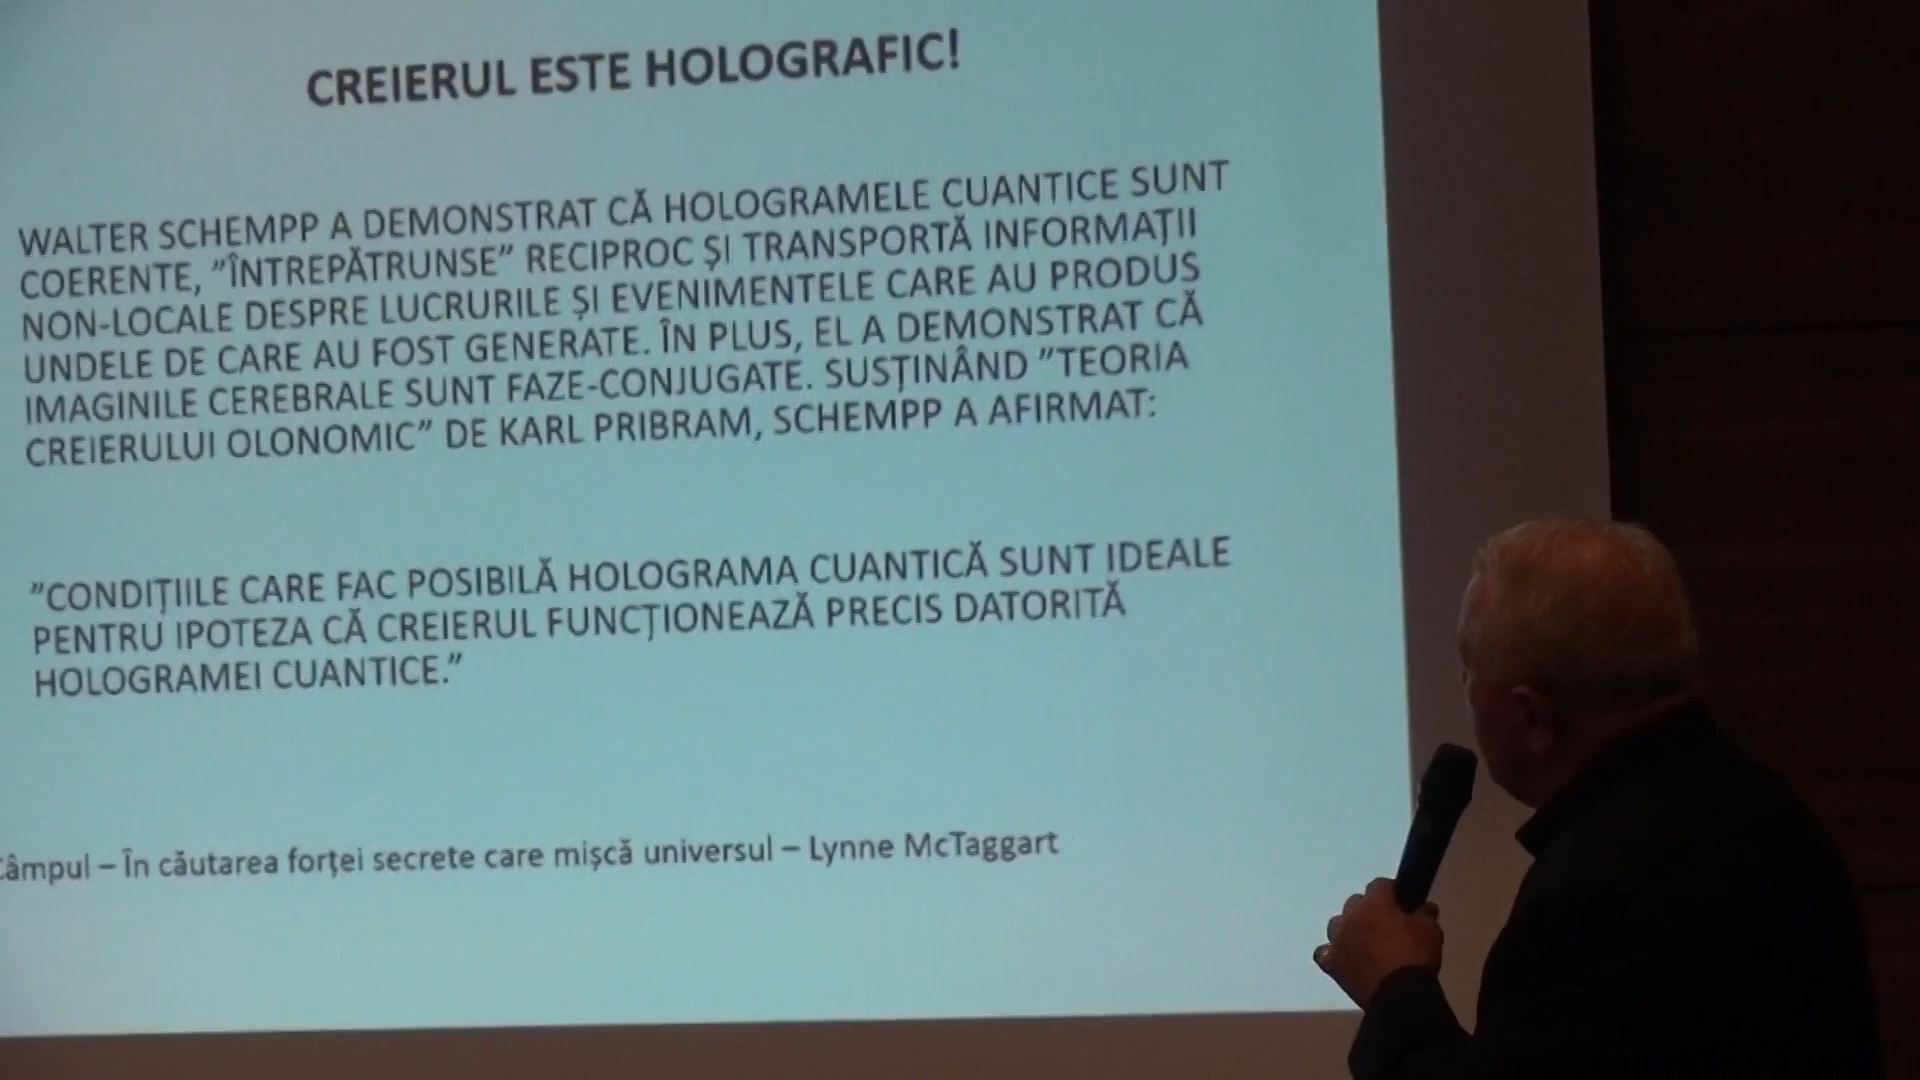 CREIERUL ESTE HOLOGRAFIC!
WALTER SCHEMPP A DEMONSTRAT CĂ HOLOGRAMELE CUANTICE SUNT
COERENTE, ”ÎNTREPĂTRUNSE” RECIPROC ȘI TRANSPORTĂ INFORMAȚII
NON-LOCALE DESPRE LUCRURILE ȘI EVENIMENTELE CARE AU PRODUS
UNDELE DE CARE AU FOST GENERATE. ÎN PLUS, EL A DEMONSTRAT CĂ
IMAGINILE CEREBRALE SUNT FAZE-CONJUGATE. SUSȚINÂND ”TEORIA
CREIERULUI OLONOMIC” DE KARL PRIBRAM, SCHEMPP A AFIRMAT:
”CONDIȚIILE CARE FAC POSIBILĂ HOLOGRAMA CUANTICĂ SUNT IDEALE
PENTRU IPOTEZA CĂ CREIERUL FUNCȚIONEAZĂ PRECIS DATORITĂ
HOLOGRAMEI CUANTICE.”
Câmpul – În căutarea forței secrete care mișcă universul – Lynne McTaggart